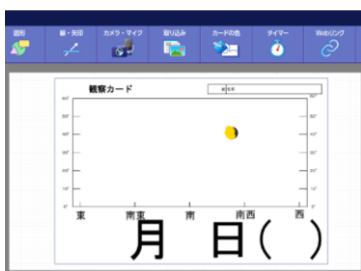 図形 線・矢印 カメラ・マイク 取り込み カードの色 タイマー Webリンク
観察カード
東 南東 南 南西 西
月 日( )